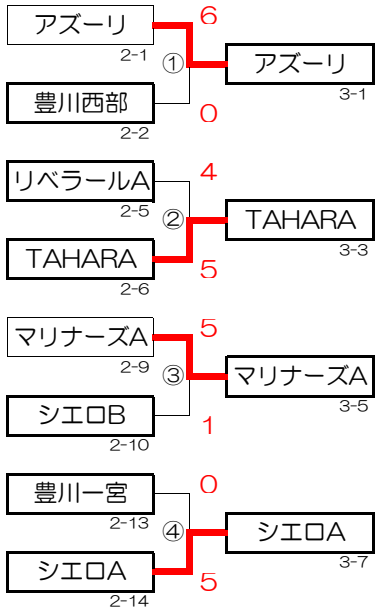 アズーリ
6
2-1
①
アズーリ
3-1
豊川西部
0
2-2
リベラールA
4
2-5
②
TAHARA
3-3
TAHARA
5
2-6
マリナーズA
5
2-9
③
マリナーズA
3-5
シエロB
1
2-10
豊川一宮
0
2-13
④
シエロA
3-7
シエロA
5
2-14